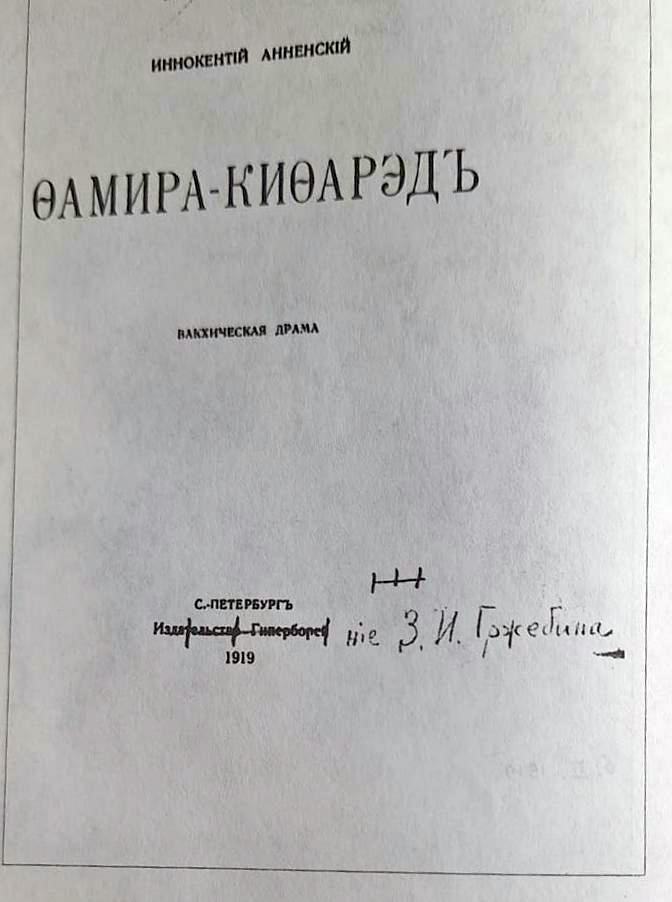 ИННОКЕНТІЙ АННЕНСКІЙ
ѲАМИРА-КИѲАРЭДЪ
ВАКХИЧЕСКАЯ ДРАМА
С.-ПЕТЕРБУРГЪ
Издательство Гиперборей ніе З. И. Гржебина
1919